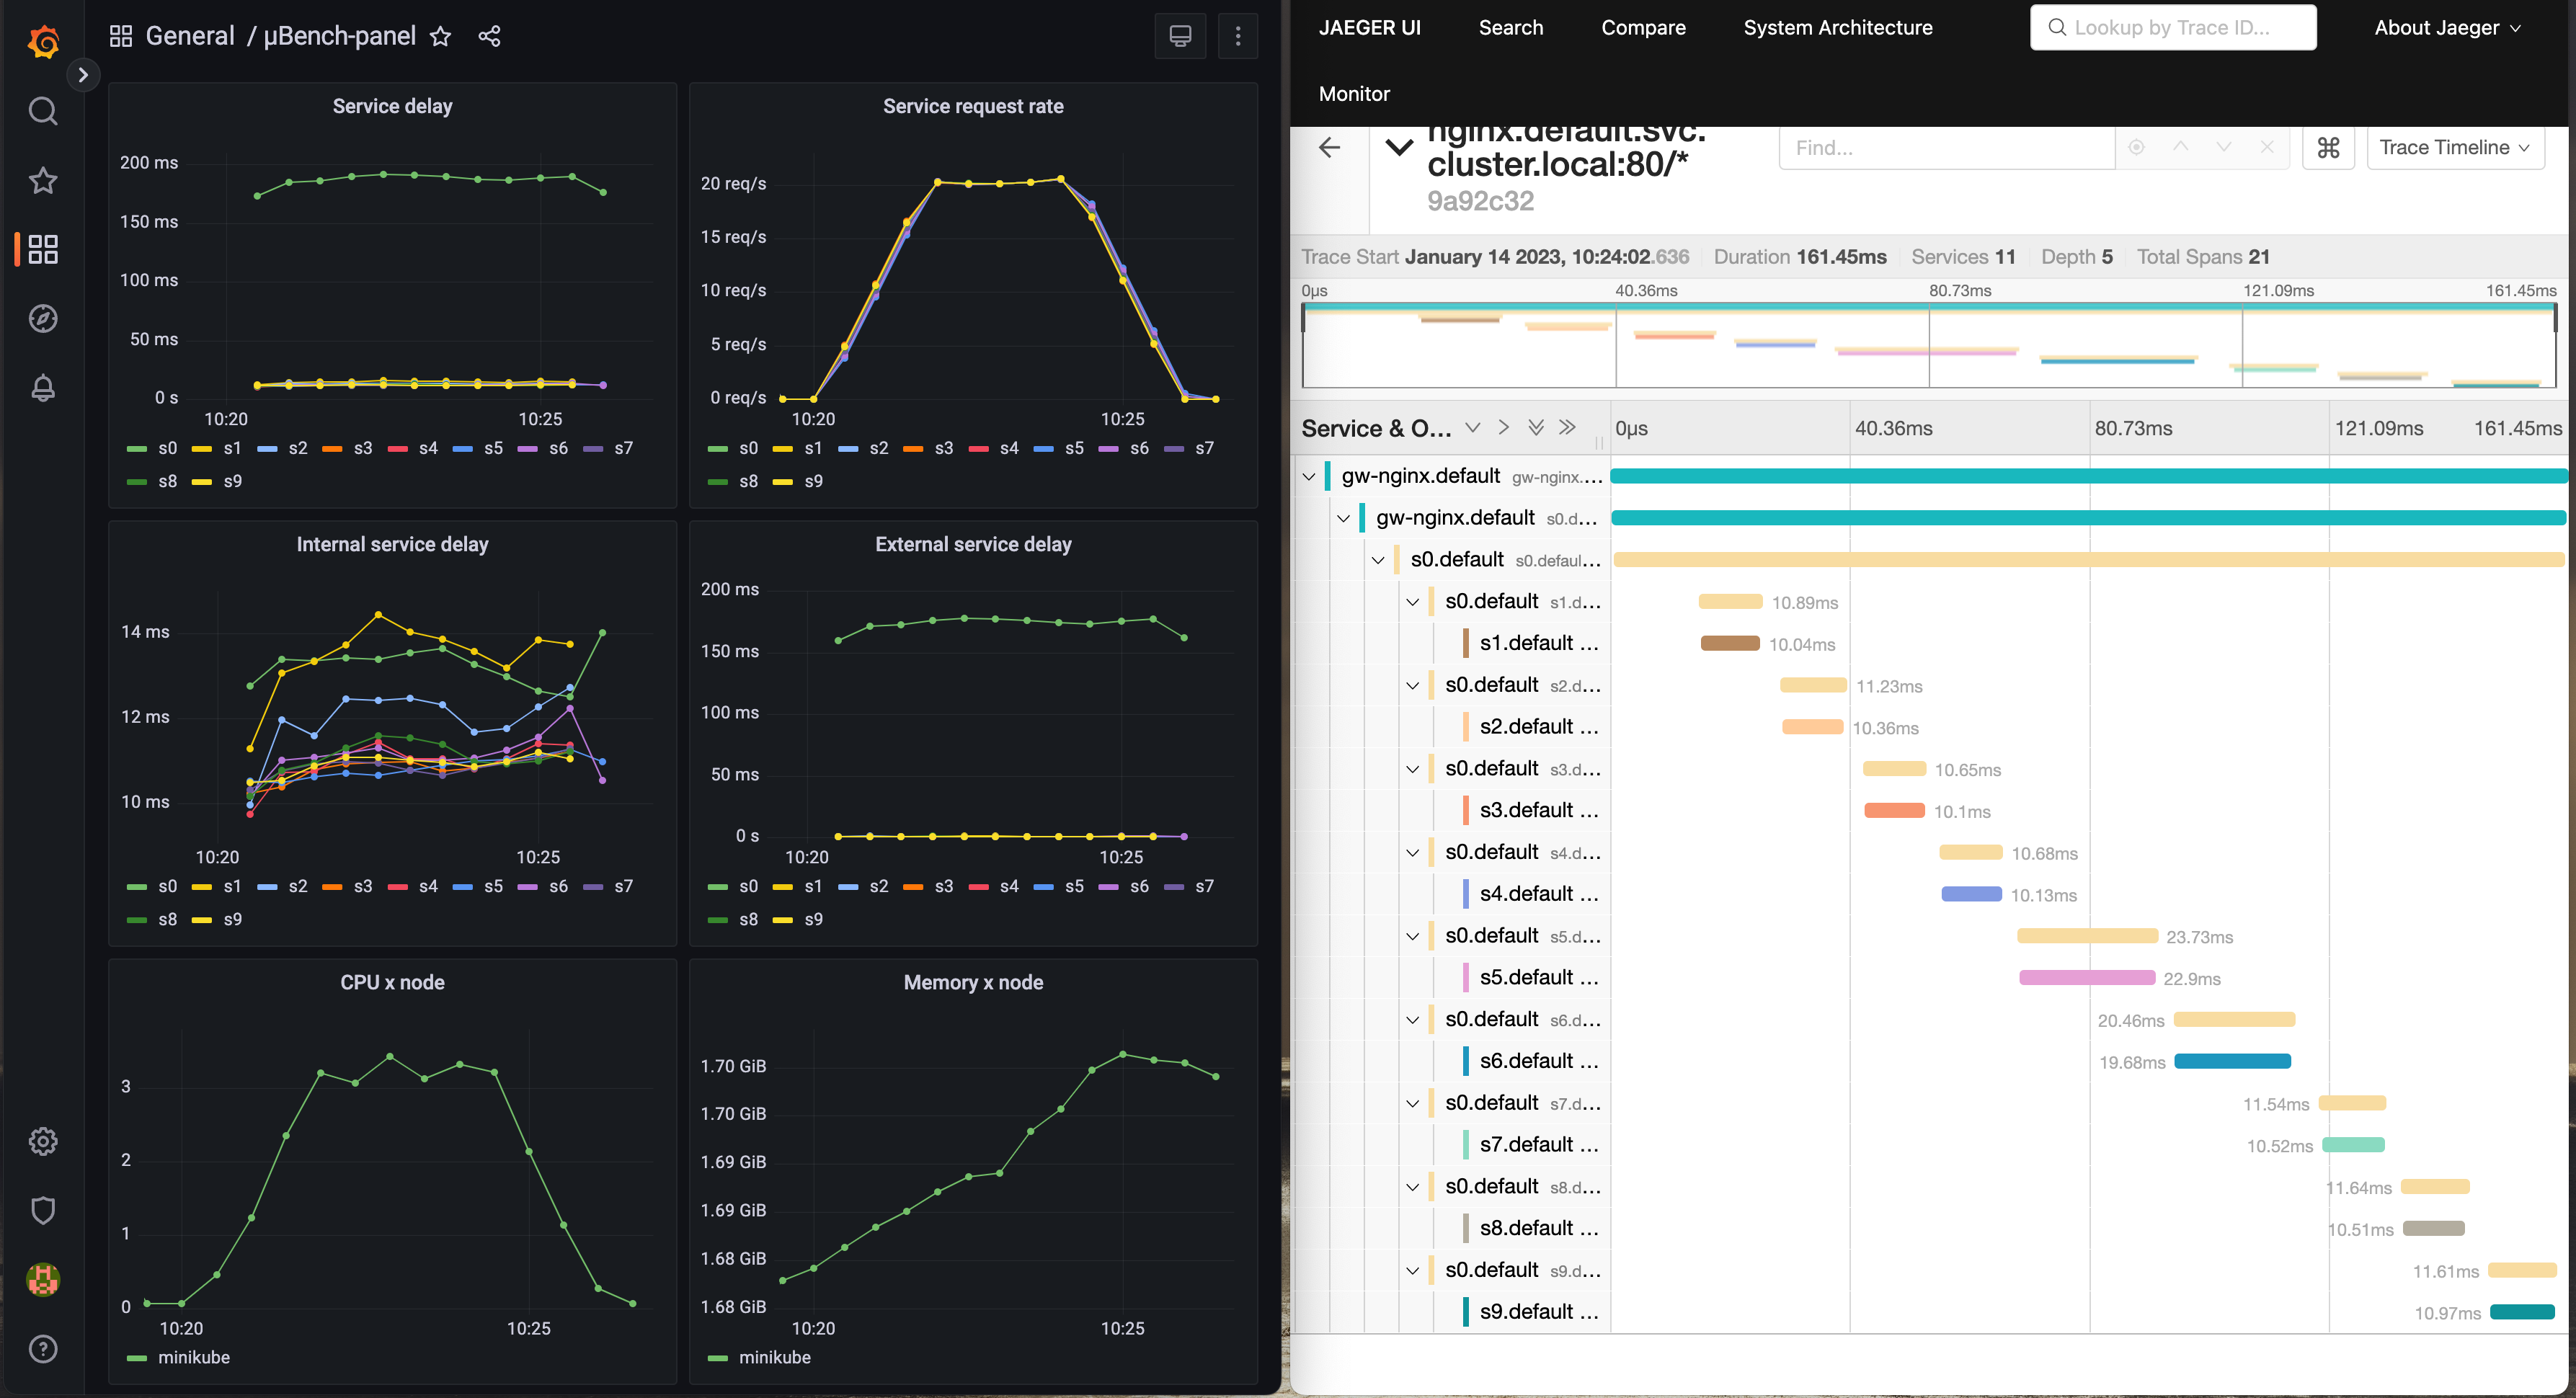 General / µBench-panel
Service delay
200 ms
150 ms
100 ms
50 ms
0 s
10:20 10:25
s0 s1 s2 s3 s4 s5 s6 s7
s8 s9
Service request rate
20 req/s
15 req/s
10 req/s
5 req/s
0 req/s
10:20 10:25
s0 s1 s2 s3 s4 s5 s6 s7
s8 s9
Internal service delay
14 ms
12 ms
10 ms
10:20 10:25
s0 s1 s2 s3 s4 s5 s6 s7
s8 s9
External service delay
200 ms
150 ms
100 ms
50 ms
0 s
10:20 10:25
s0 s1 s2 s3 s4 s5 s6 s7
s8 s9
CPU x node
3
2
1
0
10:20 10:25
minikube
Memory x node
1.70 GiB
1.70 GiB
1.69 GiB
1.69 GiB
1.68 GiB
1.68 GiB
10:20 10:25
minikube
JAEGER UI Search Compare System Architecture Lookup by Trace ID... About Jaeger
Monitor
nginx.default.svc.
cluster.local:80/*
9a92c32
Find... ⌘ Trace Timeline
Trace Start January 14 2023, 10:24:02.636 Duration 161.45ms Services 11 Depth 5 Total Spans 21
0µs 40.36ms 80.73ms 121.09ms 161.45ms
Service & O... 0µs 40.36ms 80.73ms 121.09ms 161.45ms
gw-nginx.default gw-nginx....
gw-nginx.default s0.d...
s0.default s0.defaul...
s0.default s1.d... 10.89ms
s1.default ... 10.04ms
s0.default s2.d... 11.23ms
s2.default ... 10.36ms
s0.default s3.d... 10.65ms
s3.default ... 10.1ms
s0.default s4.d... 10.68ms
s4.default ... 10.13ms
s0.default s5.d... 23.73ms
s5.default ... 22.9ms
s0.default s6.d... 20.46ms
s6.default ... 19.68ms
s0.default s7.d... 11.54ms
s7.default ... 10.52ms
s0.default s8.d... 11.64ms
s8.default ... 10.51ms
s0.default s9.d... 11.61ms
s9.default ... 10.97ms